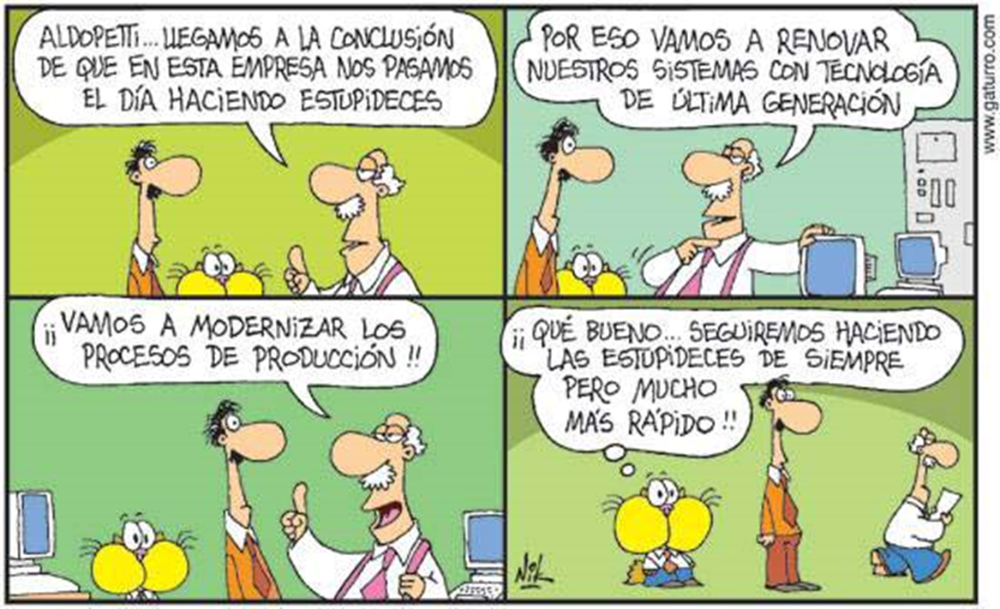 ALDOPETTI... LLEGAMOS A LA CONCLUSIÓN
DE QUE EN ESTA EMPRESA NOS PASAMOS
EL DÍA HACIENDO ESTUPIDECES
POR ESO VAMOS A RENOVAR
NUESTROS SISTEMAS CON TECNOLOGÍA
DE ÚLTIMA GENERACIÓN
www.gaturro.com
¡¡VAMOS A MODERNIZAR LOS
PROCESOS DE PRODUCCIÓN!!
¡¡QUÉ BUENO... SEGUIREMOS HACIENDO
LAS ESTUPIDECES DE SIEMPRE
PERO MUCHO
MÁS RÁPIDO!!
Nik